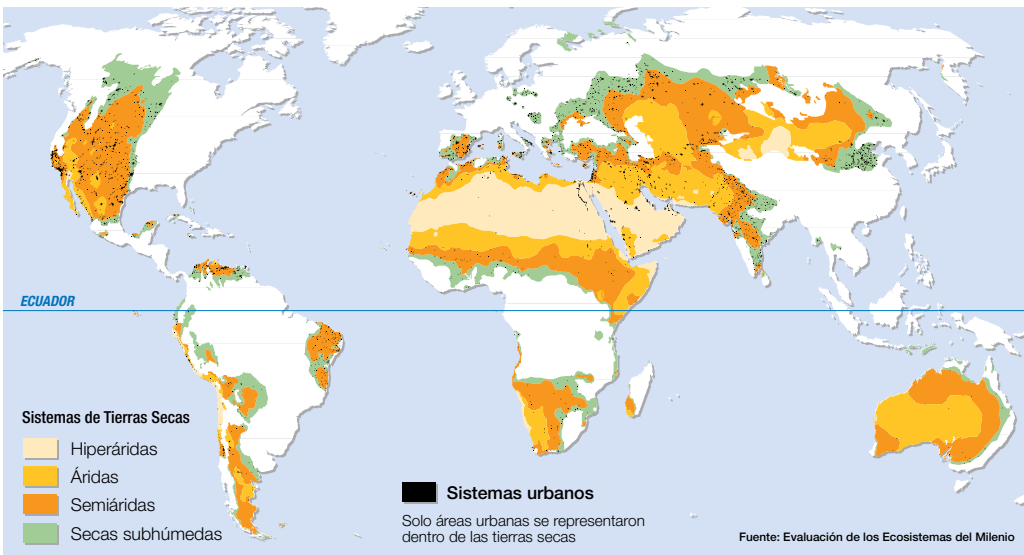 ECUADOR
Sistemas de Tierras Secas
Hiperáridas
Áridas
Semiáridas
Secas subhúmedas
Sistemas urbanos
Solo áreas urbanas se representaron
dentro de las tierras secas
Fuente: Evaluación de los Ecosistemas del Milenio